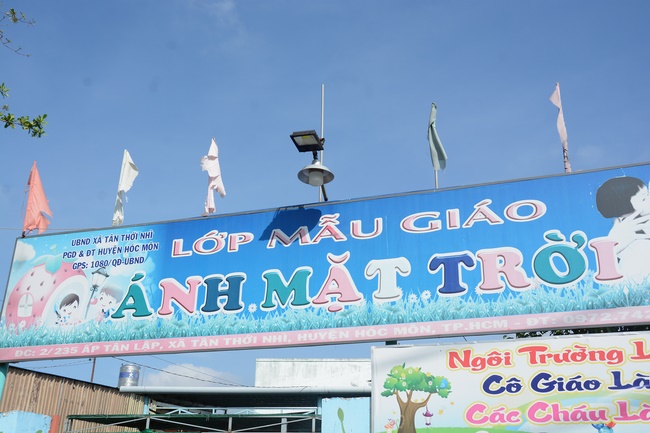 UBND XÃ TÂN THỚI NHÌ
PGD & ĐT HUYỆN HÓC MÔN
GPS: 1080/QĐ-UBND
LỚP MẪU GIÁO
ÁNH MẶT TRỜI
ĐC: 2/235 ẤP TÂN LẬP, XÃ TÂN THỚI NHÌ, HUYỆN HÓC MÔN, TP.HCM
Ngôi Trường
Cô Giáo Là
Các Cháu Là